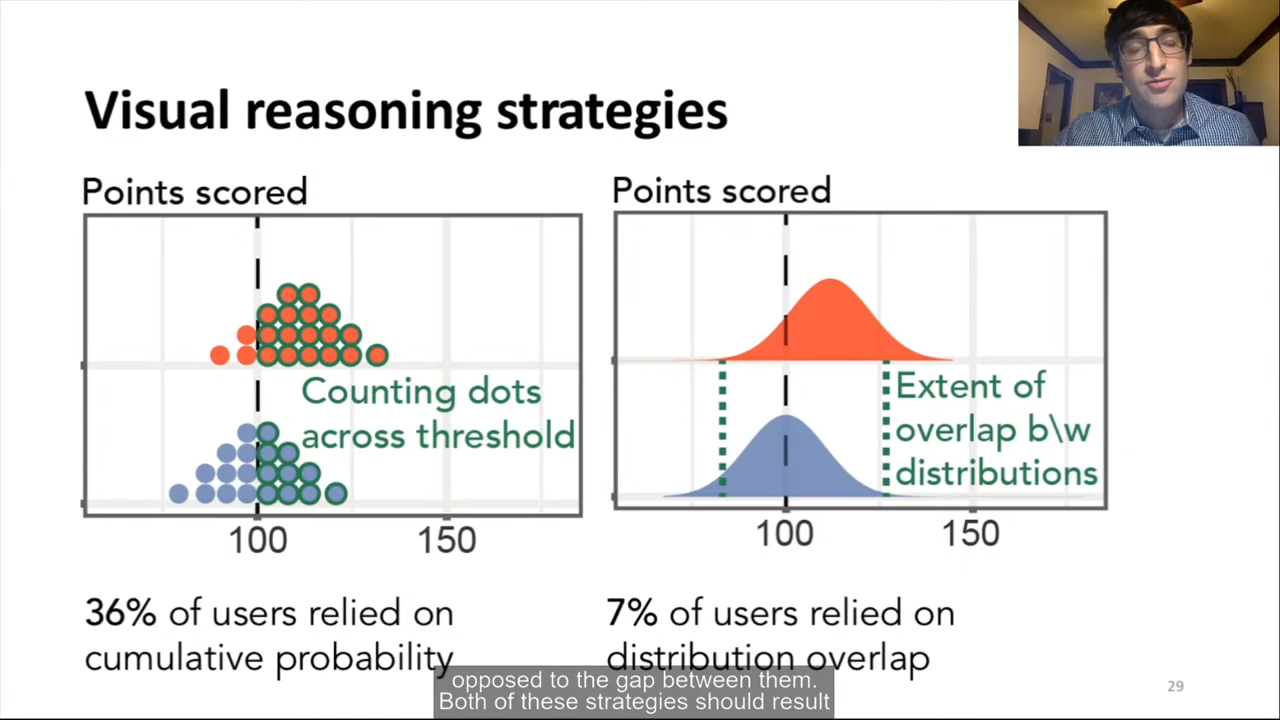 Visual reasoning strategies
Points scored
Counting dots
across threshold
100 150
36% of users relied on
cumulative probability
Points scored
Extent of
overlap b\w
distributions
100 150
7% of users relied on
distribution overlap
opposed to the gap between them.
Both of these strategies should result
29